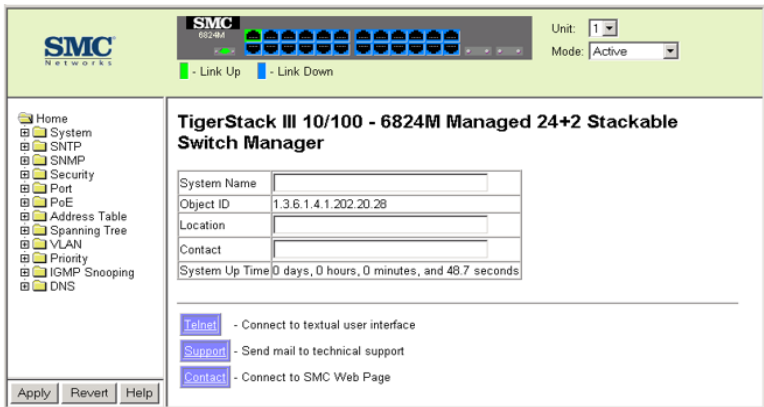 SMC
6824M
Unit: 1
Mode: Active
SMC
Networks
- Link Up - Link Down
Home
System
SNTP
SNMP
Security
Port
PoE
Address Table
Spanning Tree
VLAN
Priority
IGMP Snooping
DNS
Apply Revert Help
TigerStack III 10/100 - 6824M Managed 24+2 Stackable
Switch Manager
System Name
Object ID 1.3.6.1.4.1.202.20.28
Location
Contact
System Up Time 0 days, 0 hours, 0 minutes, and 48.7 seconds
Telnet - Connect to textual user interface
Support - Send mail to technical support
Contact - Connect to SMC Web Page